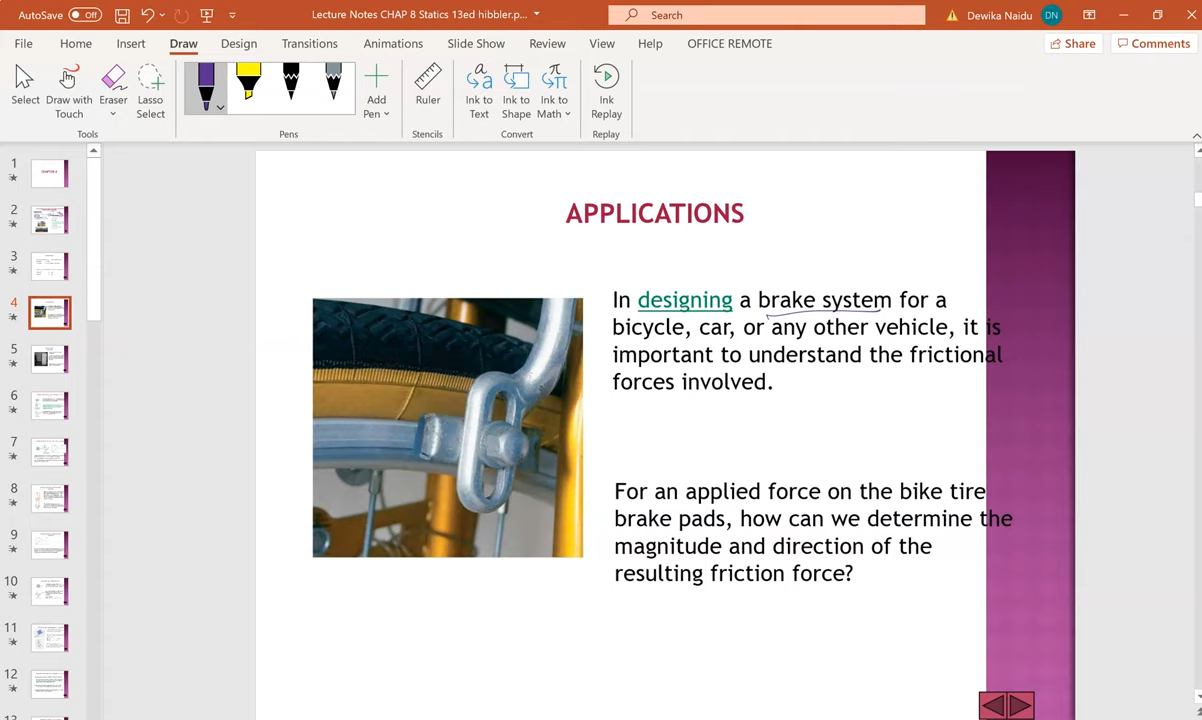 AutoSave Off Lecture Notes CHAP 8 Statics 13ed hibbler.p... Search Dewika Naidu DN
File Home Insert Draw Design Transitions Animations Slide Show Review View Help OFFICE REMOTE Share Comments
Select Draw with Touch Eraser Lasso Select Add Pen Ruler Ink to Text Ink to Shape Ink to Math Ink Replay
Tools Pens Stencils Convert Replay
1
2
3
4
5
6
7
8
9
10
11
12
APPLICATIONS
In designing a brake system for a
bicycle, car, or any other vehicle, it is
important to understand the frictional
forces involved.
For an applied force on the bike tire
brake pads, how can we determine the
magnitude and direction of the
resulting friction force?